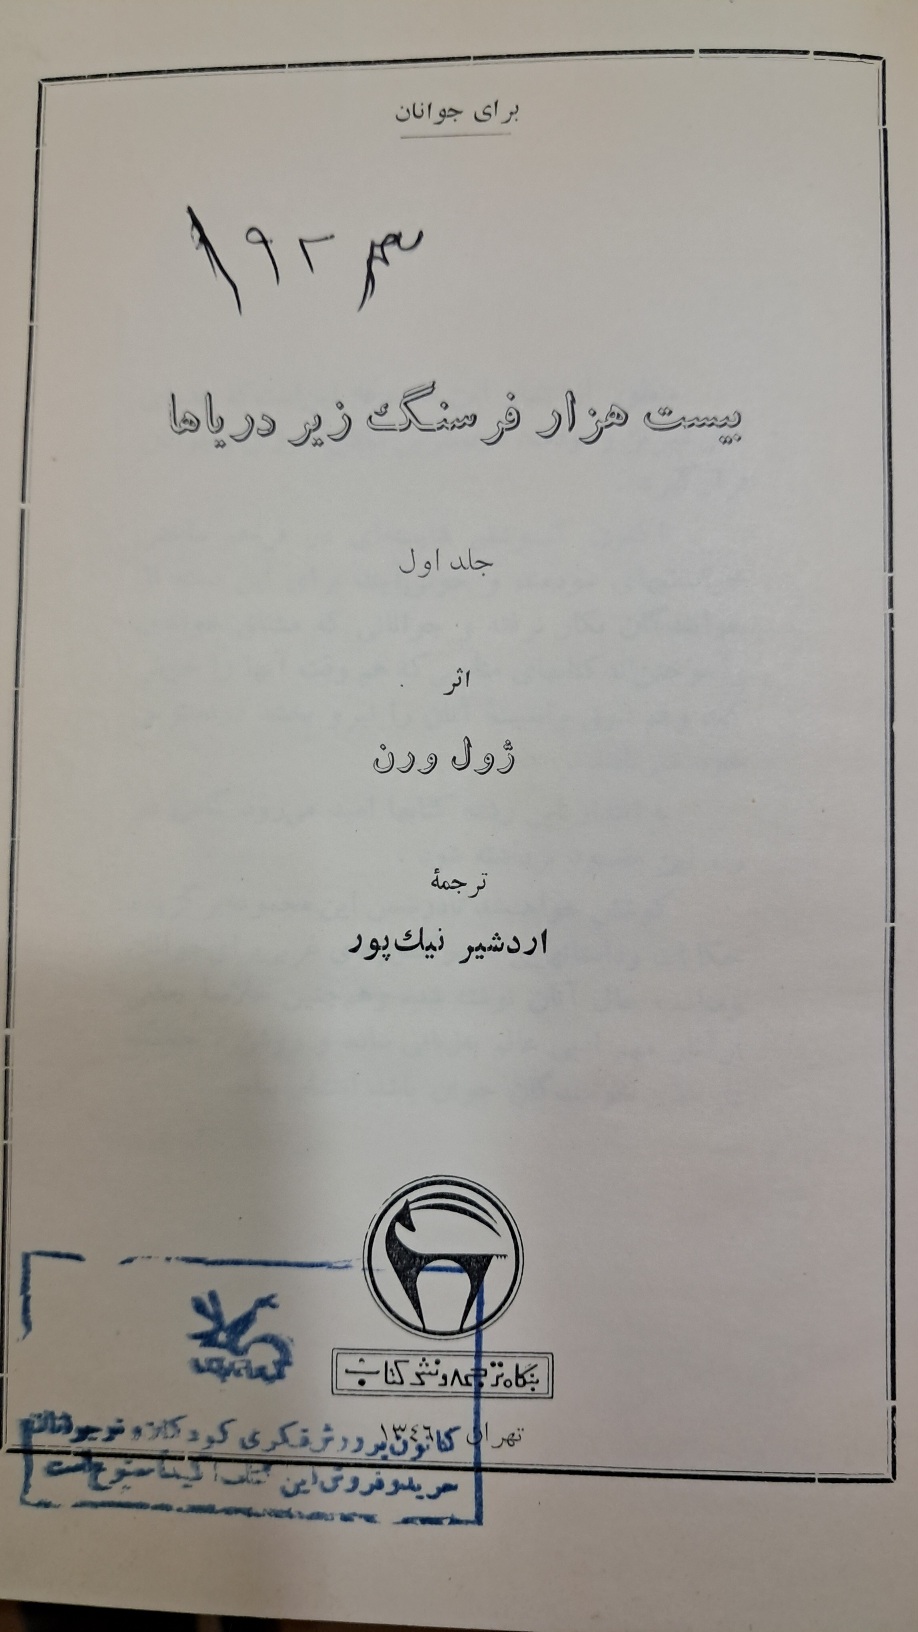 برای جوانان
۱۹۲
بیست هزار فرسنگ زیر دریاها
جلد اول
اثر
ژول ورن
ترجمهٔ
اردشیر نیك‌پور
بنگاه ترجمه و نشر کتاب
تهران ۱۳۴۶
کانون پرورش فکری کودکان و نوجوانان
خرید و فروش این کتاب اکیداً ممنوع است